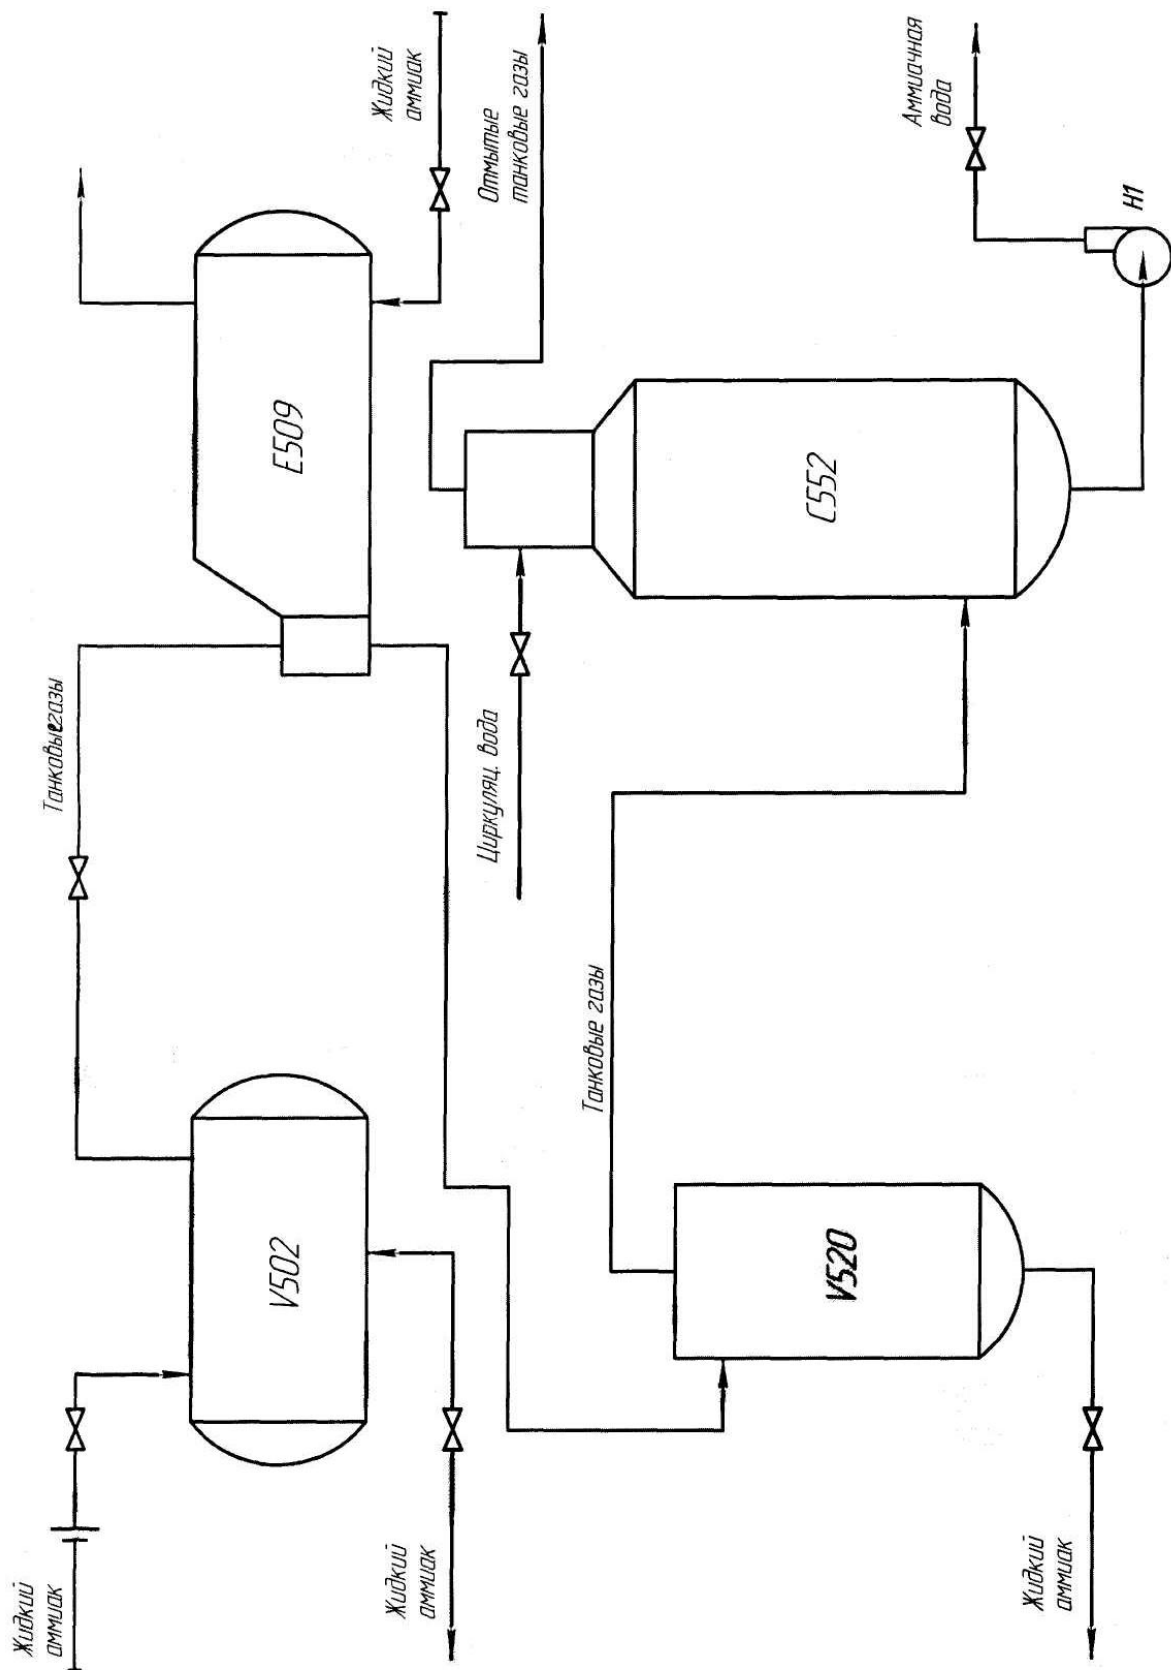 Жидкий
аммиак
Танковые газы
Жидкий
аммиак
V502
E509
Жидкий
аммиак
Отмытые
танковые газы
Циркуляц. вода
Танковые газы
V520
C552
Аммиачная
вода
Н1
Жидкий
аммиак